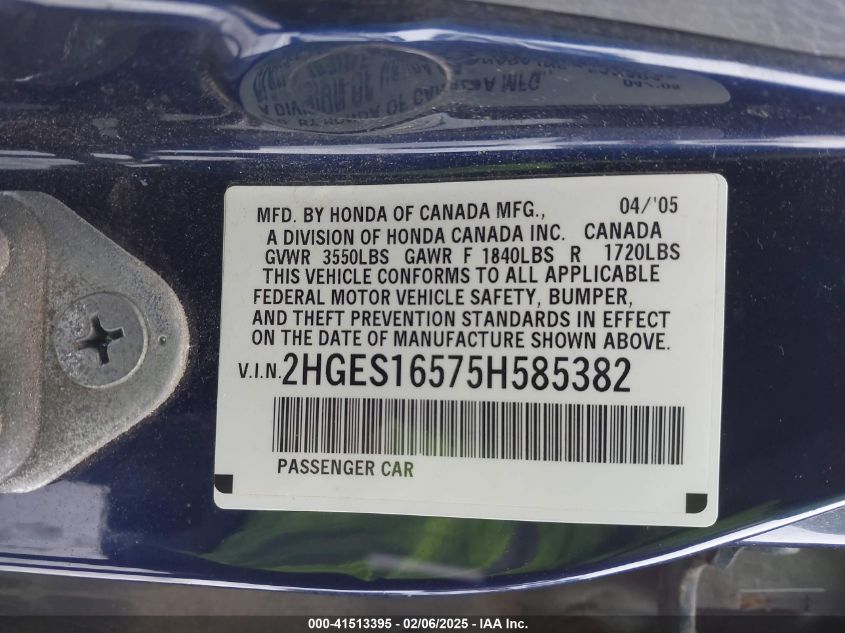 MFD. BY HONDA OF CANADA MFG., 04/'05
A DIVISION OF HONDA CANADA INC. CANADA
GVWR 3550LBS GAWR F 1840LBS R 1720LBS
THIS VEHICLE CONFORMS TO ALL APPLICABLE
FEDERAL MOTOR VEHICLE SAFETY, BUMPER,
AND THEFT PREVENTION STANDARDS IN EFFECT
ON THE DATE OF MANUFACTURE SHOWN ABOVE.
V.I.N. 2HGES16575H585382
PASSENGER CAR
000-41513395 - 02/06/2025 - IAA Inc.